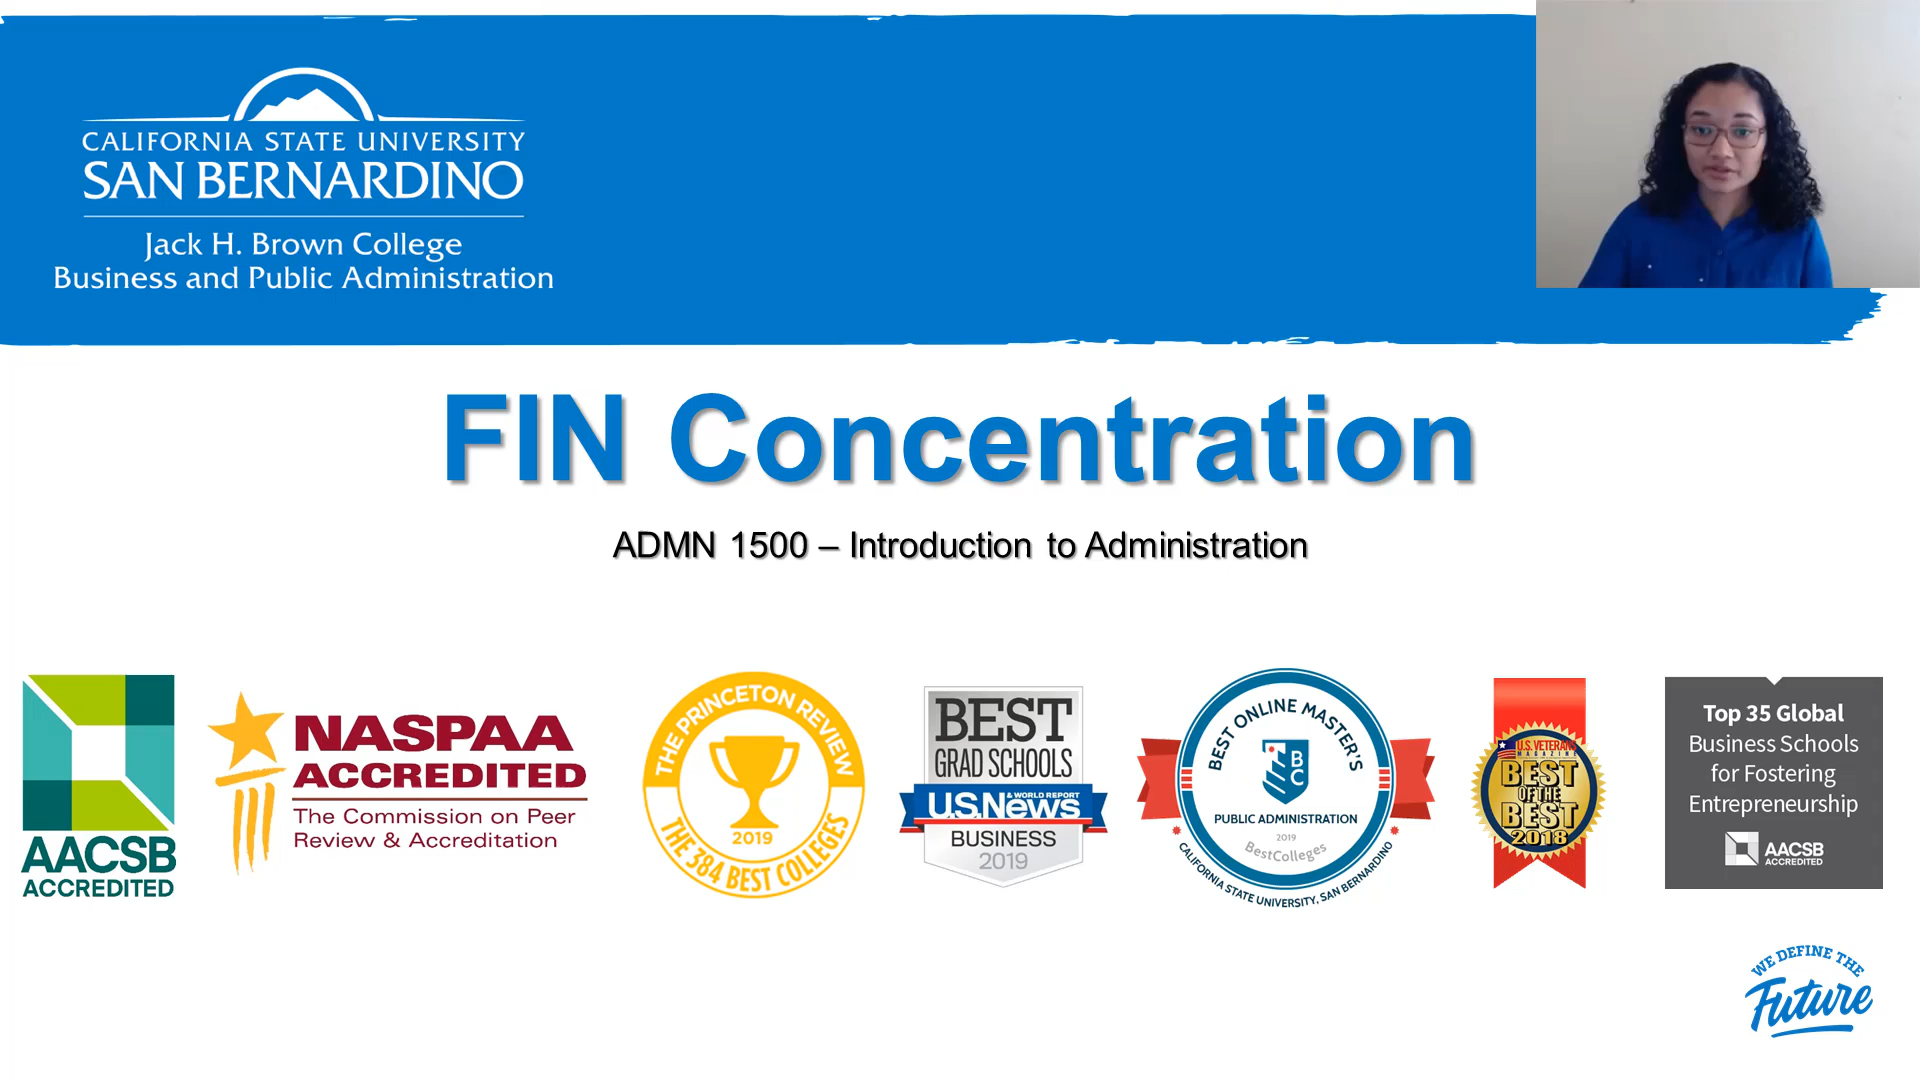 CALIFORNIA STATE UNIVERSITY
SAN BERNARDINO
Jack H. Brown College
Business and Public Administration
FIN Concentration
ADMN 1500 – Introduction to Administration
AACSB
ACCREDITED
NASPAA
ACCREDITED
The Commission on Peer
Review & Accreditation
THE PRINCETON REVIEW
2019
THE 384 BEST COLLEGES
BEST
GRAD SCHOOLS
U.S.News
& WORLD REPORT
BUSINESS
2019
BEST ONLINE MASTER'S
BC
PUBLIC ADMINISTRATION
2019
BestColleges
CALIFORNIA STATE UNIVERSITY, SAN BERNARDINO
U.S. VETERANS
MAGAZINE
BEST
OF THE
BEST
2018
Top 35 Global
Business Schools
for Fostering
Entrepreneurship
AACSB
ACCREDITED
WE DEFINE THE
Future